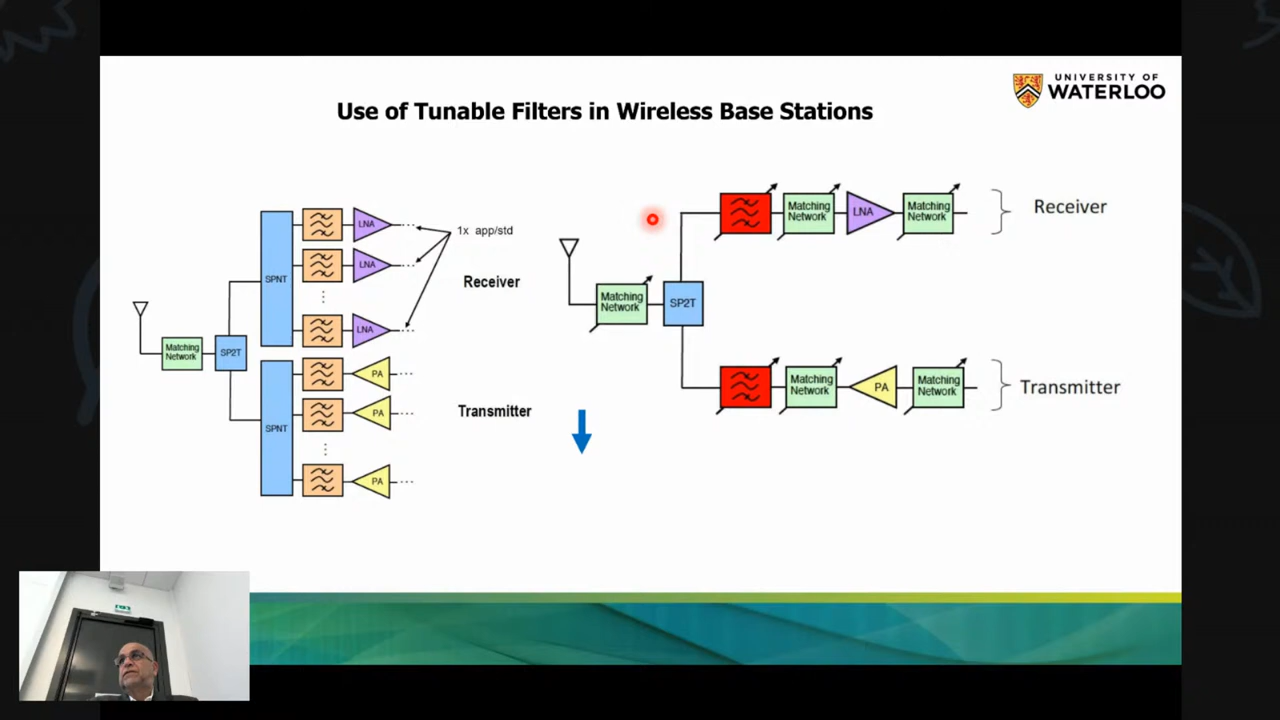 UNIVERSITY OF
WATERLOO
Use of Tunable Filters in Wireless Base Stations
SPNT
LNA
1x app/std
LNA
Receiver
LNA
Matching
Network
SP2T
SPNT
PA
PA
Transmitter
PA
Matching
Network
SP2T
Matching
Network
LNA
Matching
Network
Receiver
Matching
Network
PA
Matching
Network
Transmitter